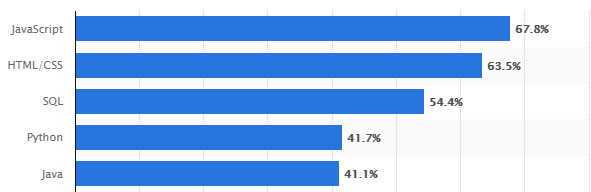 JavaScript 67.8%
HTML/CSS 63.5%
SQL 54.4%
Python 41.7%
Java 41.1%